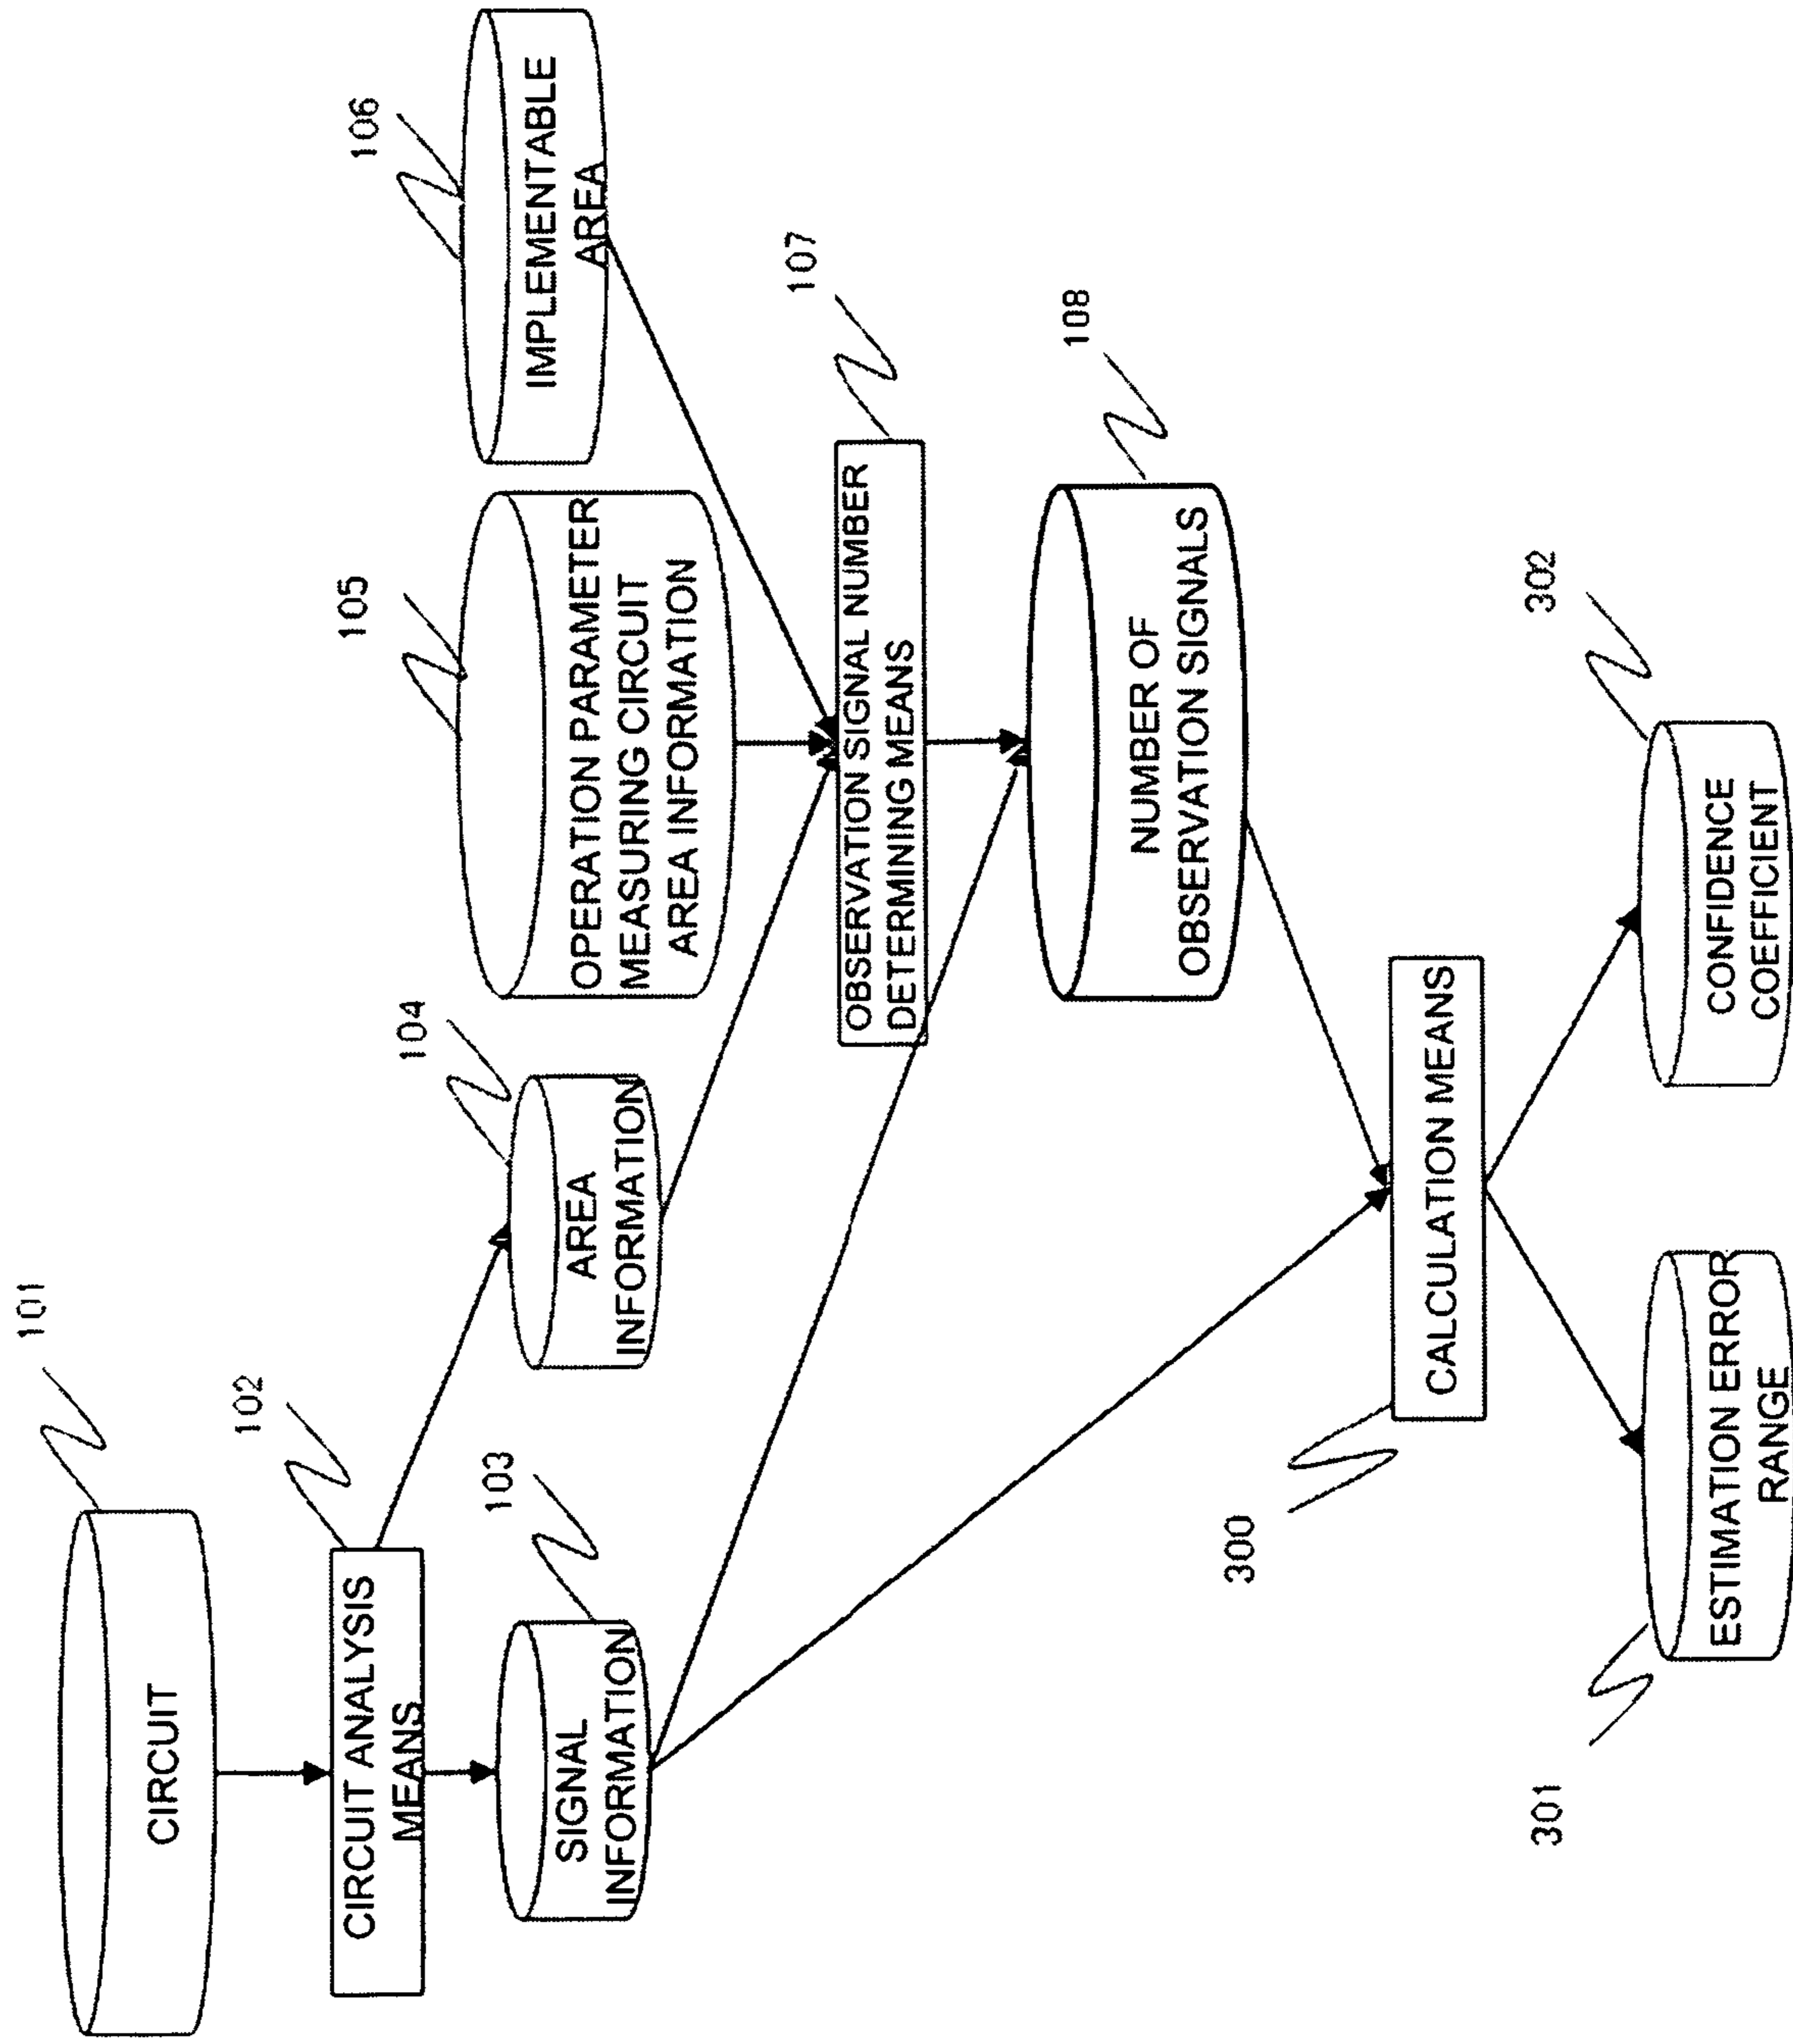 101
CIRCUIT
102
CIRCUIT ANALYSIS
MEANS
103
SIGNAL
INFORMATION
104
AREA
INFORMATION
105
OPERATION PARAMETER
MEASURING CIRCUIT
AREA INFORMATION
106
IMPLEMENTABLE
AREA
107
OBSERVATION SIGNAL NUMBER
DETERMINING MEANS
108
NUMBER OF
OBSERVATION SIGNALS
300
CALCULATION MEANS
301
ESTIMATION ERROR
RANGE
302
CONFIDENCE
COEFFICIENT